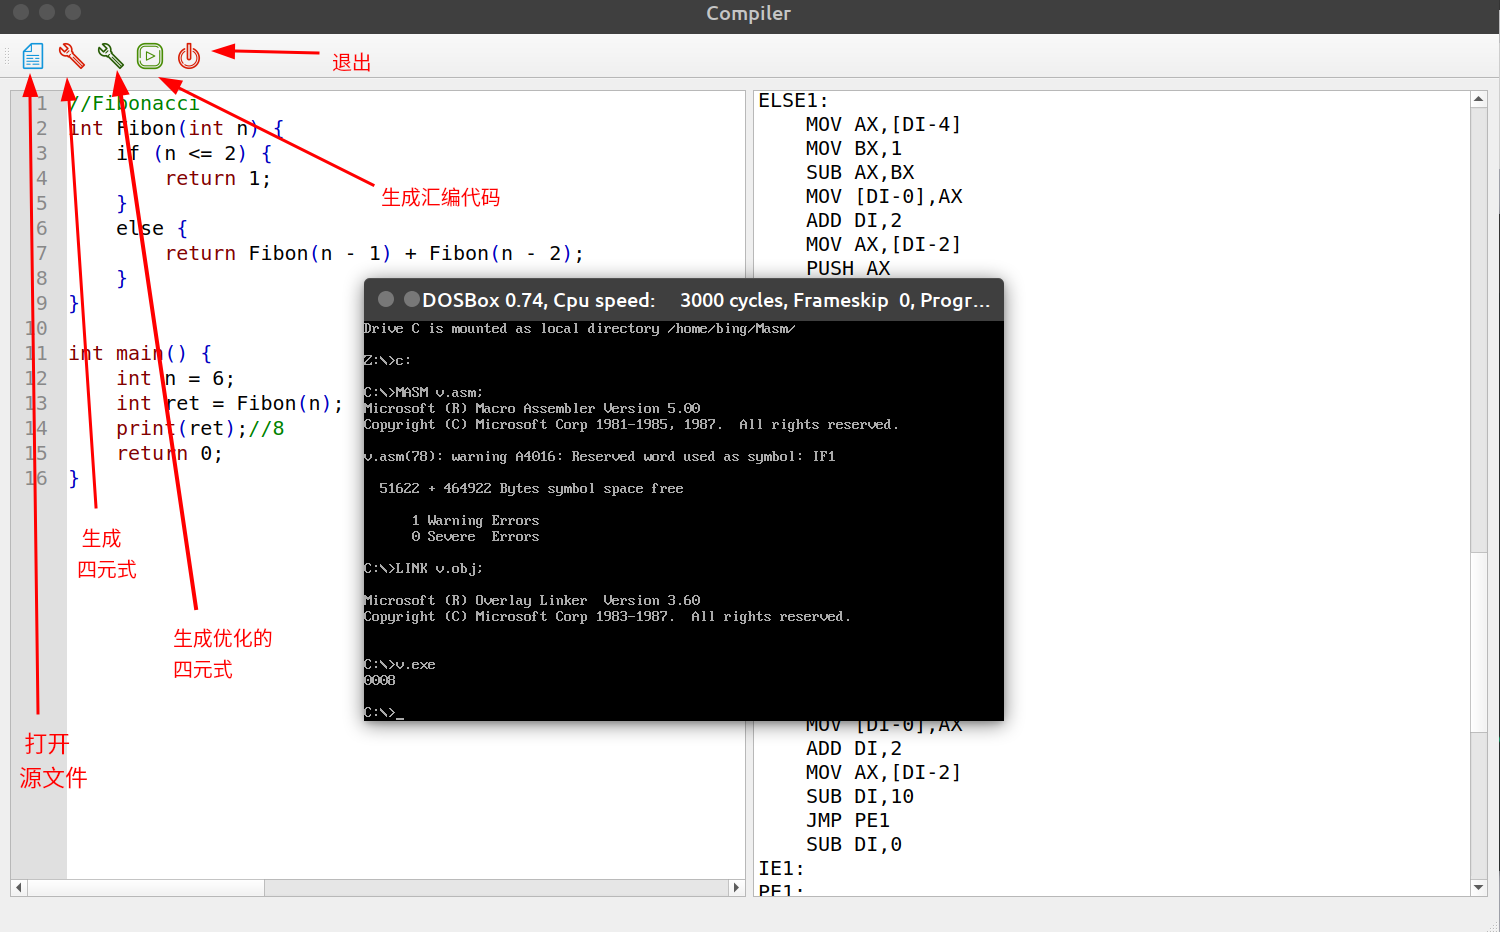 Compiler
退出
1 //Fibonacci
2 int Fibon(int n) {
3 if (n <= 2) {
4 return 1;
5 }
6 else {
7 return Fibon(n - 1) + Fibon(n - 2);
8 }
9 }
10
11 int main() {
12 int n = 6;
13 int ret = Fibon(n);
14 print(ret);//8
15 return 0;
16 }
生成汇编代码
生成
四元式
生成优化的
四元式
打开
源文件
ELSE1:
MOV AX,[DI-4]
MOV BX,1
SUB AX,BX
MOV [DI-0],AX
ADD DI,2
MOV AX,[DI-2]
PUSH AX
DOSBox 0.74, Cpu speed: 3000 cycles, Frameskip 0, Progr...
Drive C is mounted as local directory /home/bing/Masm/
Z:\>c:
C:\>MASM v.asm;
Microsoft (R) Macro Assembler Version 5.00
Copyright (C) Microsoft Corp 1981-1985, 1987. All rights reserved.
v.asm(78): warning A4016: Reserved word used as symbol: IF1
51622 + 464922 Bytes symbol space free
1 Warning Errors
0 Severe Errors
C:\>LINK v.obj;
Microsoft (R) Overlay Linker Version 3.60
Copyright (C) Microsoft Corp 1983-1987. All rights reserved.
C:\>v.exe
0008
C:\>_
MOV [DI-0],AX
ADD DI,2
MOV AX,[DI-2]
SUB DI,10
JMP PE1
SUB DI,0
IE1:
PE1: